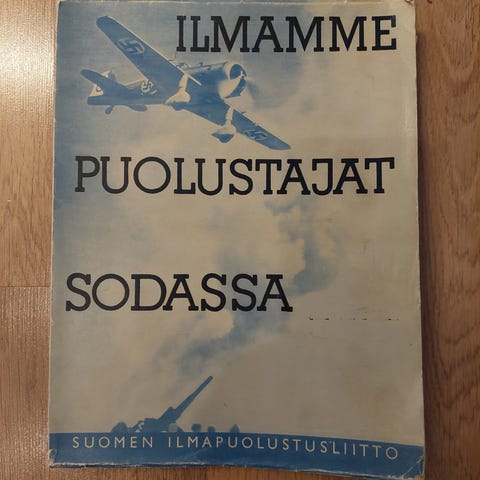 ILMAMME
PUOLUSTAJAT
SODASSA
SUOMEN ILMAPUOLUSTUSLIITTO